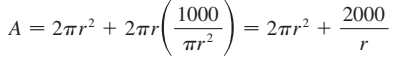 A = 2πr² + 2πr(1000/πr²) = 2πr² + 2000/r